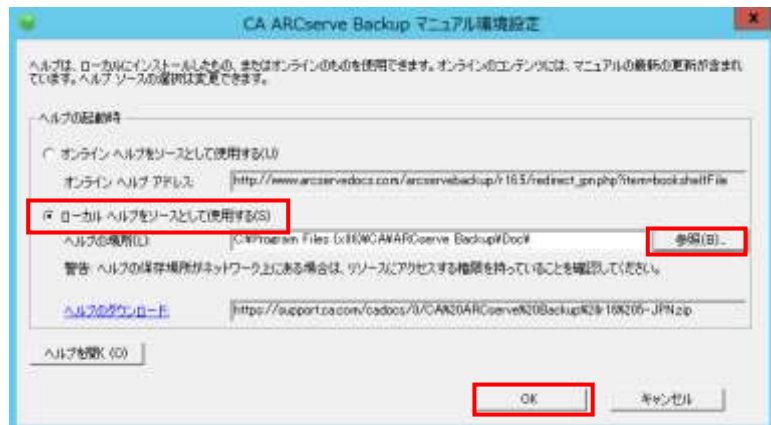 CA ARCserve Backup マニュアル環境設定
ヘルプは、ローカルにインストールしたもの、またはオンラインのものを使用できます。オンラインのコンテンツには、マニュアルの最新の更新が含まれ
ています。ヘルプ ソースの選択は変更できます。
ヘルプの起動時
オンライン ヘルプをソースとして使用する(U)
オンライン ヘルプ アドレス
http://www.arcservedocs.com/arcservebackup/r16.5/redirect_jpn.php?item=bookshelfFile
ローカル ヘルプをソースとして使用する(S)
ヘルプの場所(L)
C:¥Program Files (x86)¥CA¥ARCserve Backup¥Doc¥
参照(B)...
警告: ヘルプの保存場所がネットワーク上にある場合は、リソースにアクセスする権限を持っていることを確認してください。
ヘルプのダウンロード
https://support.ca.com/cadocs/0/CA%20ARCserve%20Backup%20r16%205-JPN.zip
ヘルプを開く(O)
OK
キャンセル